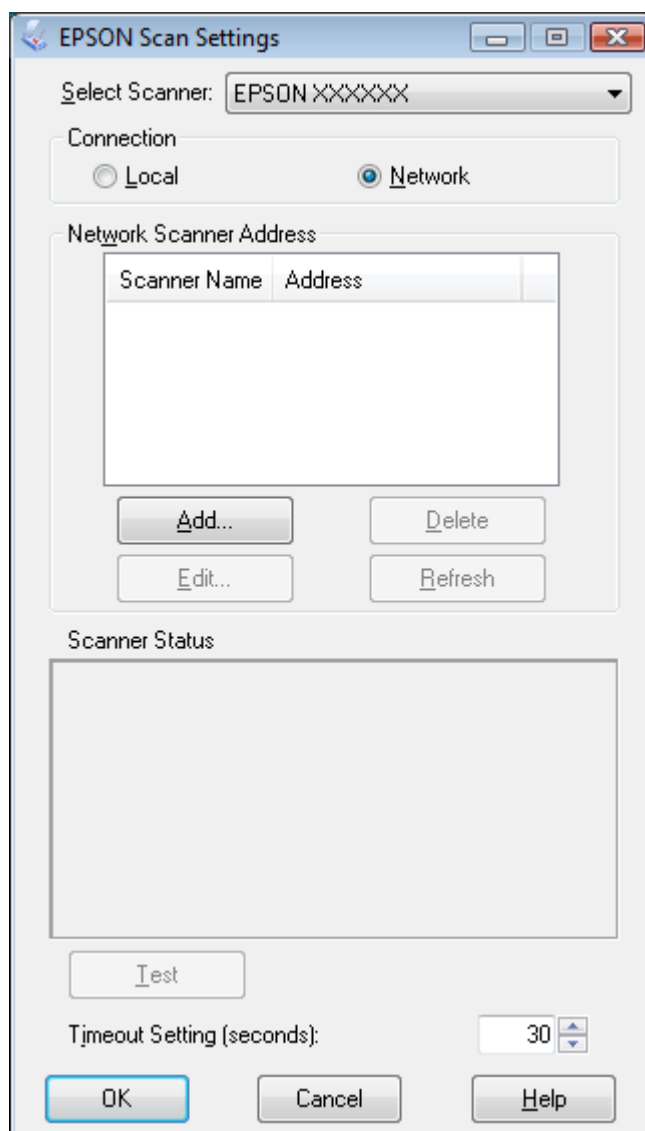 EPSON Scan Settings
Select Scanner: EPSON XXXXXX
Connection
Local Network
Network Scanner Address
Scanner Name Address
Add... Delete
Edit... Refresh
Scanner Status
Test
Timeout Setting (seconds): 30
OK Cancel Help